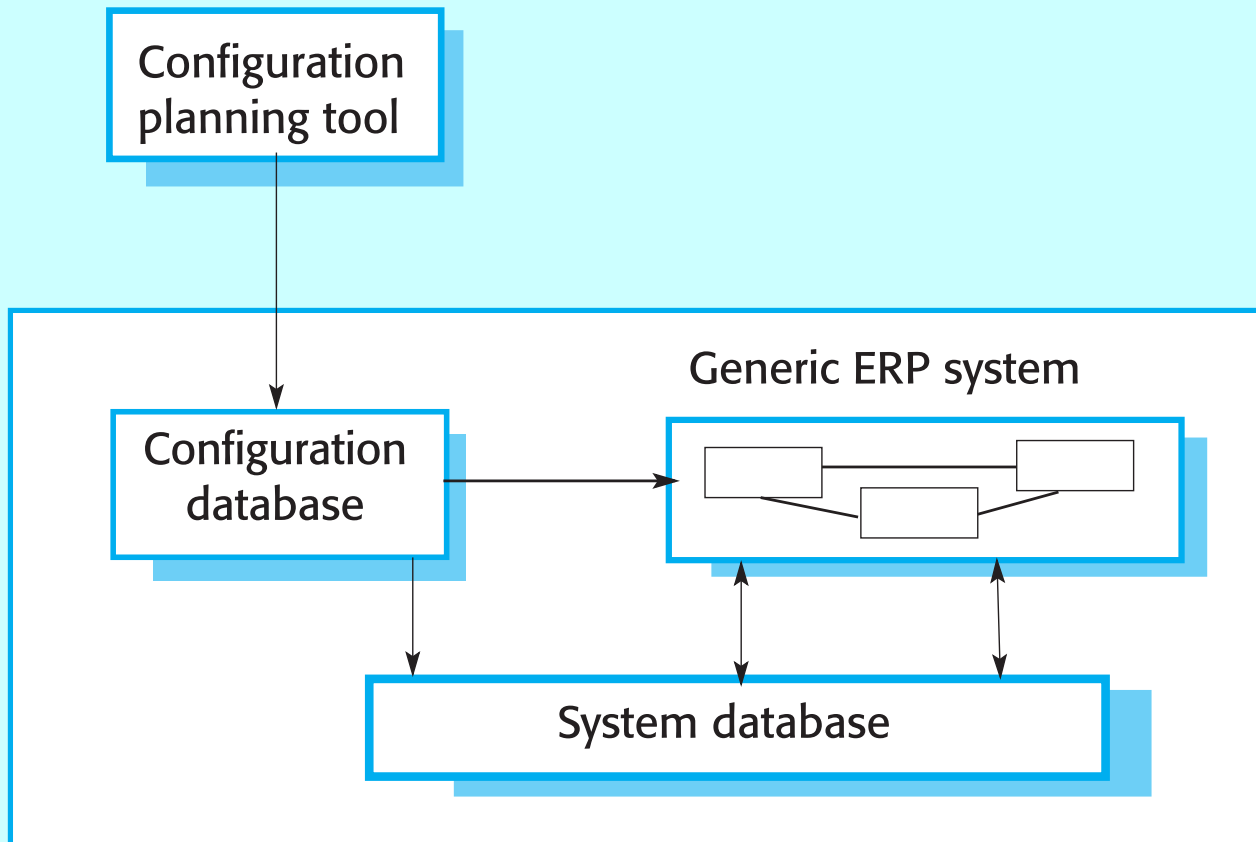 Configuration
planning tool
Generic ERP system
Configuration
database
System database